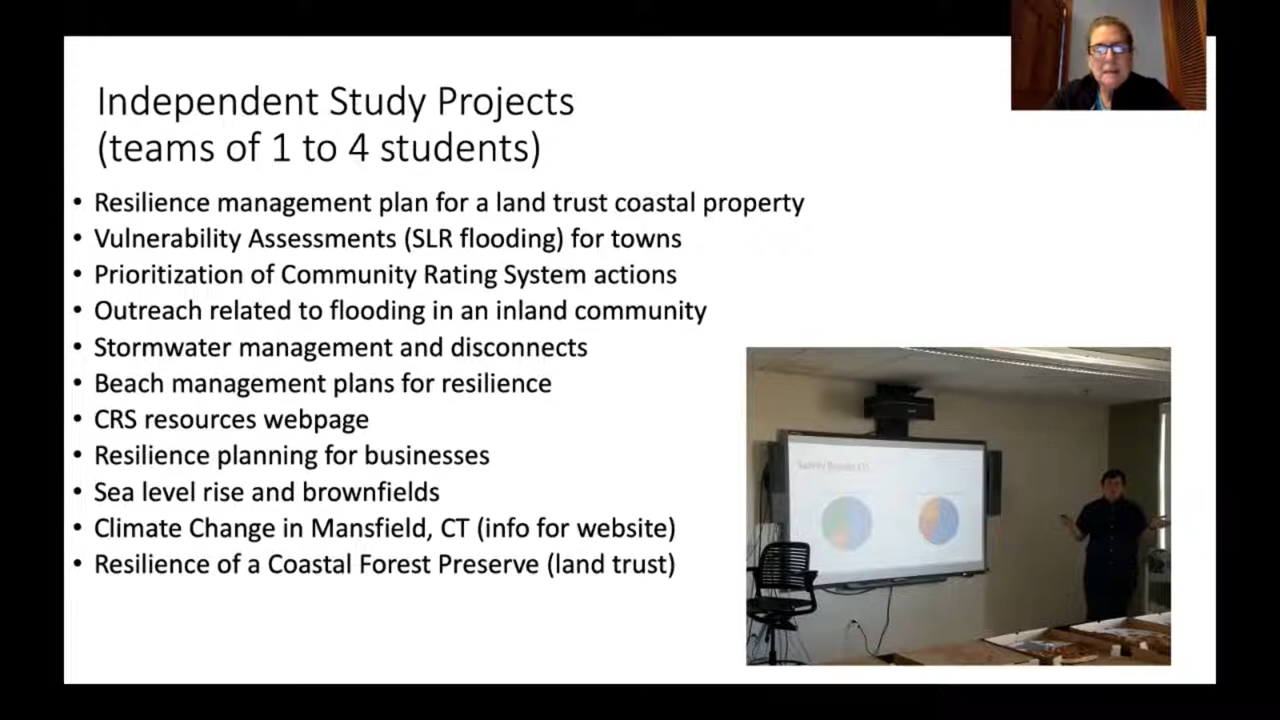 Independent Study Projects
(teams of 1 to 4 students)
• Resilience management plan for a land trust coastal property
• Vulnerability Assessments (SLR flooding) for towns
• Prioritization of Community Rating System actions
• Outreach related to flooding in an inland community
• Stormwater management and disconnects
• Beach management plans for resilience
• CRS resources webpage
• Resilience planning for businesses
• Sea level rise and brownfields
• Climate Change in Mansfield, CT (info for website)
• Resilience of a Coastal Forest Preserve (land trust)